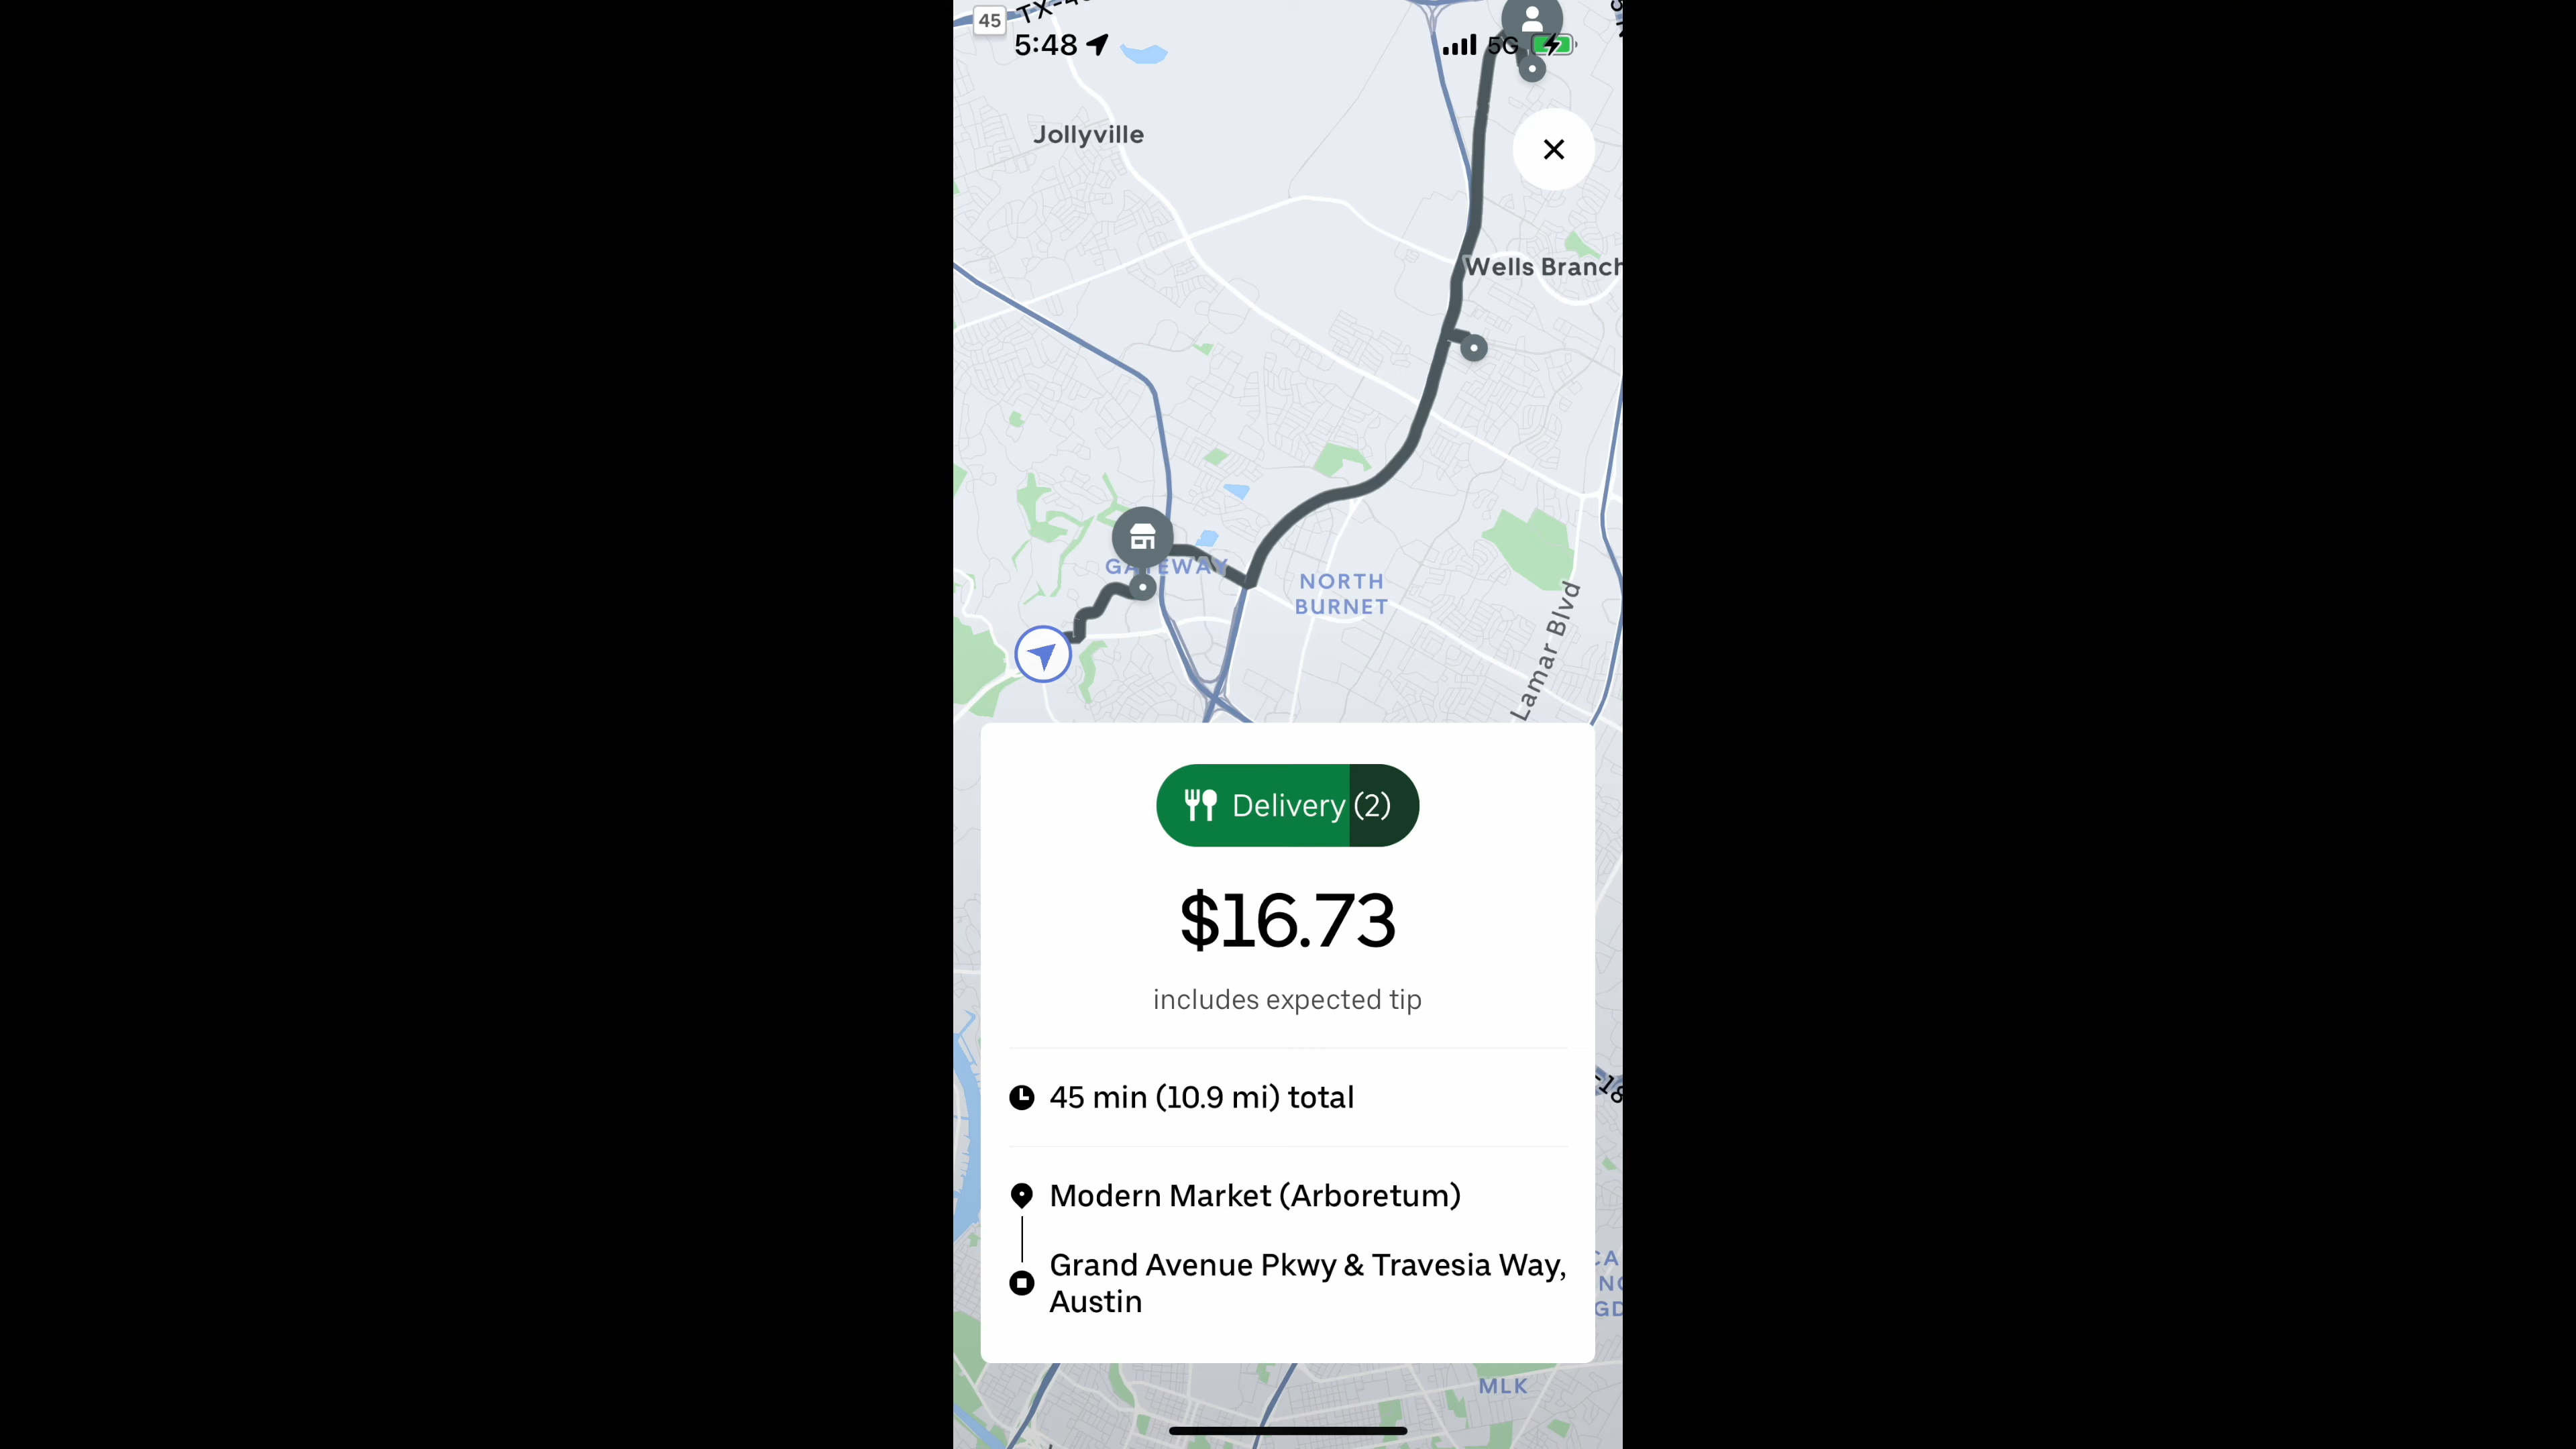 45
5:48
5G
Jollyville
Wells Branch
GATEWAY
NORTH
BURNET
Lamar Blvd
Delivery (2)
$16.73
includes expected tip
45 min (10.9 mi) total
Modern Market (Arboretum)
Grand Avenue Pkwy & Travesia Way,
Austin
MLK